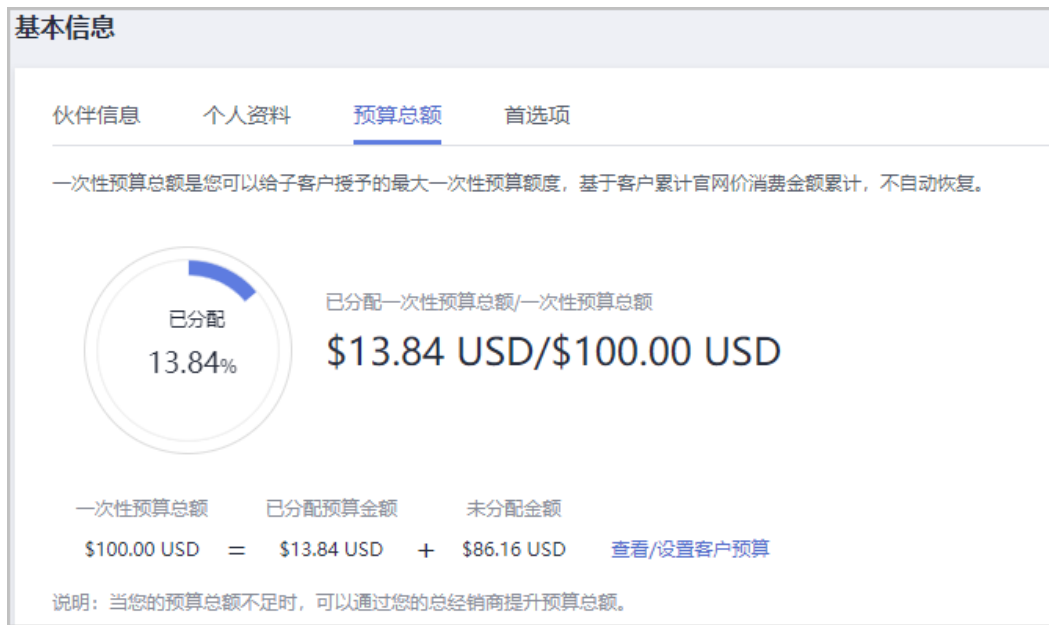 基本信息
伙伴信息 个人资料 预算总额 首选项
一次性预算总额是您可以给子客户授予的最大一次性预算额度，基于客户累计官网价消费金额累计，不自动恢复。
已分配
13.84%
已分配一次性预算总额/一次性预算总额
$13.84 USD/$100.00 USD
一次性预算总额 已分配预算金额 未分配金额
$100.00 USD = $13.84 USD + $86.16 USD 查看/设置客户预算
说明：当您的预算总额不足时，可以通过您的总经销商提升预算总额。